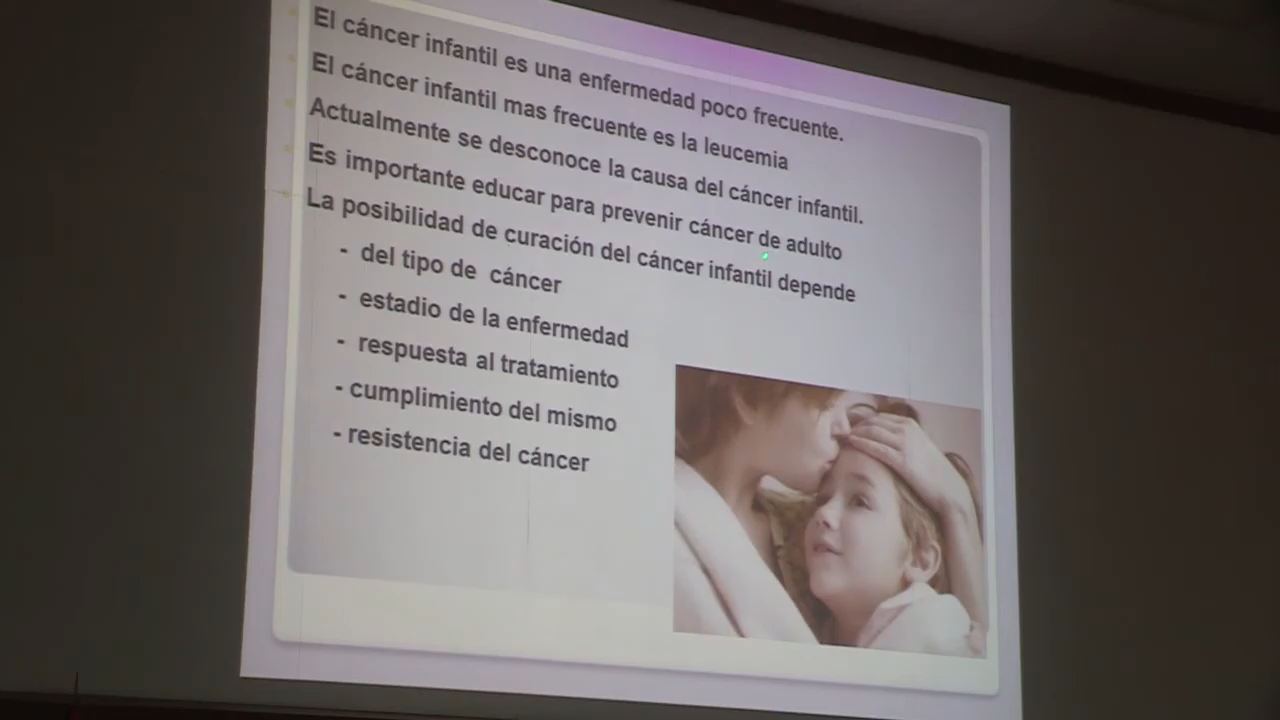 El cáncer infantil es una enfermedad poco frecuente.
El cáncer infantil mas frecuente es la leucemia
Actualmente se desconoce la causa del cáncer infantil.
Es importante educar para prevenir cáncer de adulto
La posibilidad de curación del cáncer infantil depende
- del tipo de cáncer
- estadio de la enfermedad
- respuesta al tratamiento
- cumplimiento del mismo
- resistencia del cáncer